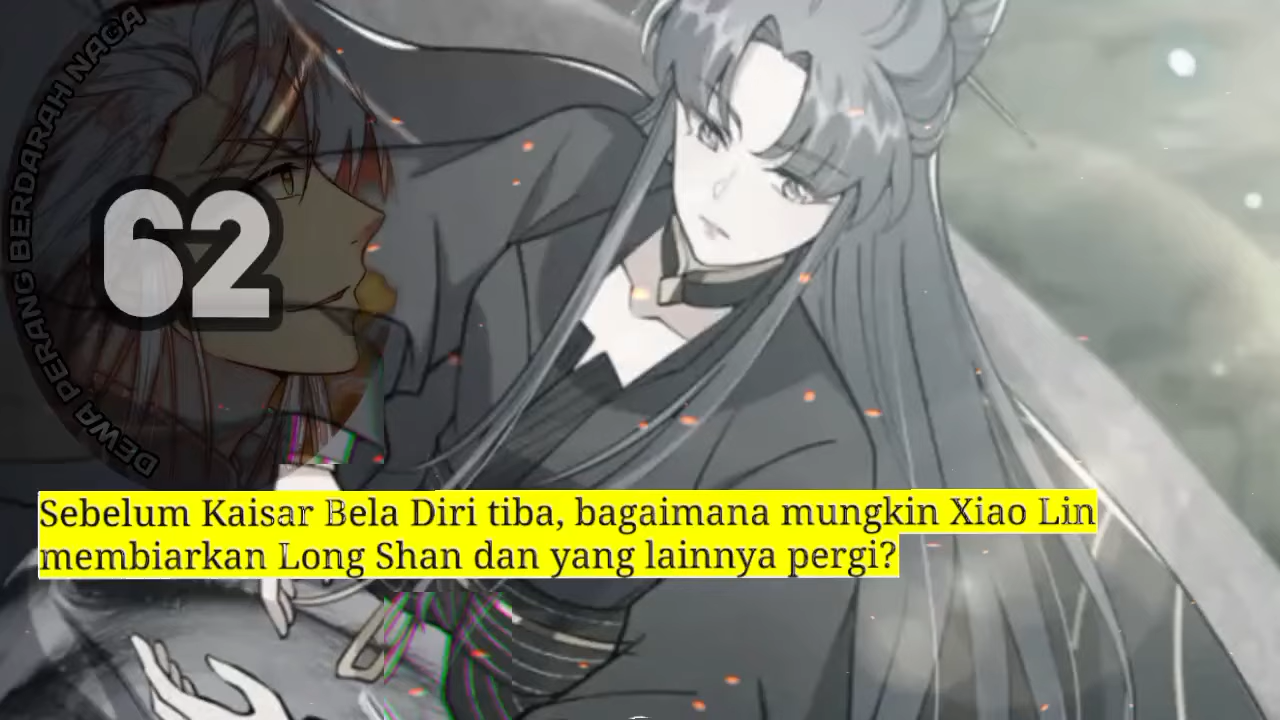 DEWA PERANG BERDARAH NAGA
62
Sebelum Kaisar Bela Diri tiba, bagaimana mungkin Xiao Lin
membiarkan Long Shan dan yang lainnya pergi?